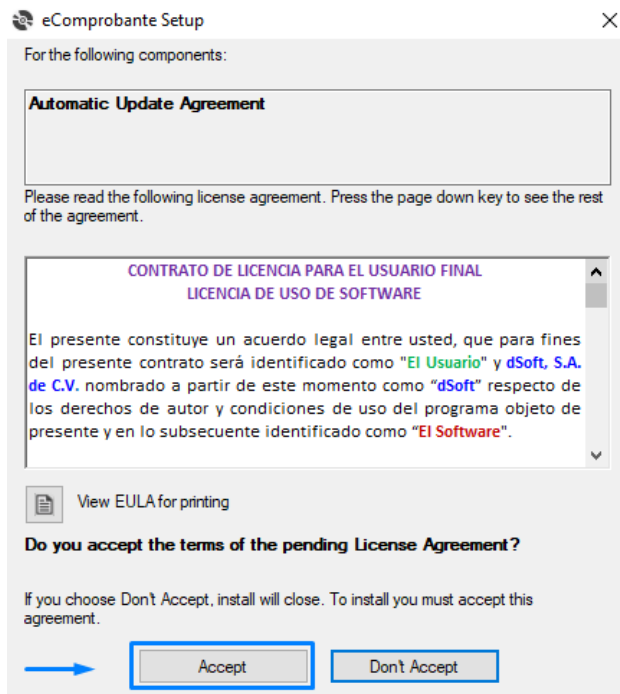 eComprobante Setup
For the following components:
Automatic Update Agreement
Please read the following license agreement. Press the page down key to see the rest
of the agreement.
CONTRATO DE LICENCIA PARA EL USUARIO FINAL
LICENCIA DE USO DE SOFTWARE
El presente constituye un acuerdo legal entre usted, que para fines
del presente contrato será identificado como "El Usuario" y dSoft, S.A.
de C.V. nombrado a partir de este momento como “dSoft” respecto de
los derechos de autor y condiciones de uso del programa objeto de
presente y en lo subsecuente identificado como “El Software".
View EULA for printing
Do you accept the terms of the pending License Agreement?
If you choose Don't Accept, install will close. To install you must accept this
agreement.
Accept
Don't Accept